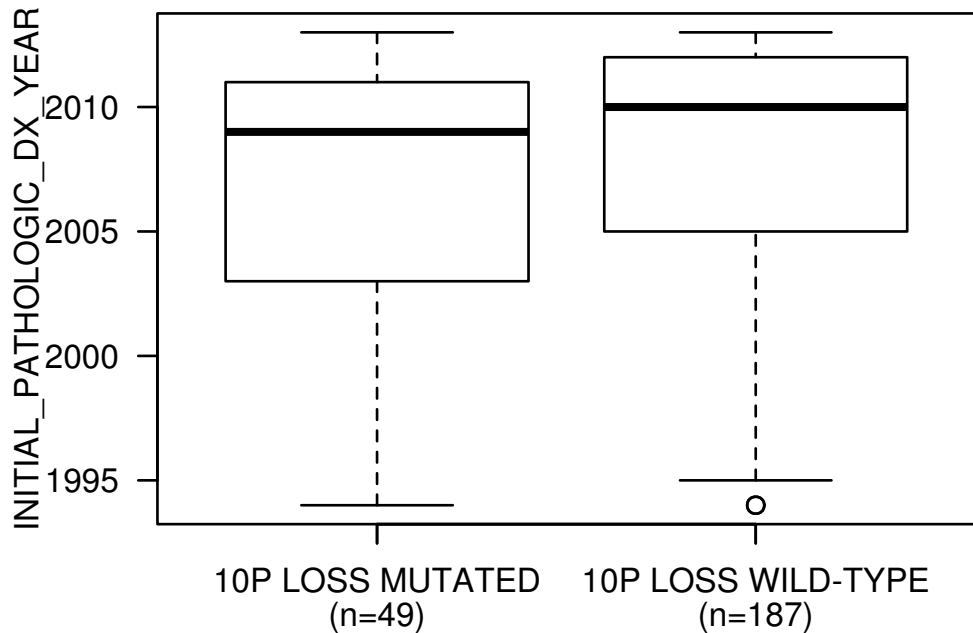 INITIAL_PATHOLOGIC_DX_YEAR
2010
2005
2000
1995
10P LOSS MUTATED
(n=49)
10P LOSS WILD-TYPE
(n=187)